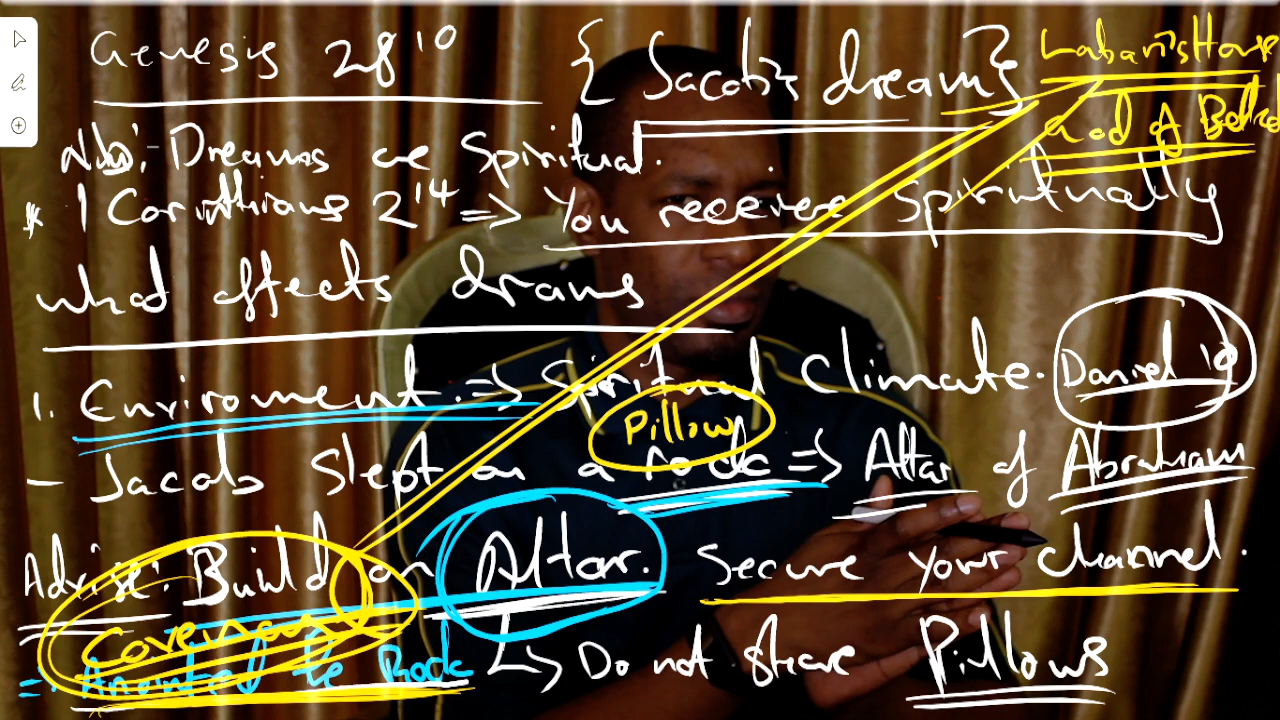 Genesis 28^10 { Jacob's dream} Laban's House
God of Bethel
Nb:- Dreams are Spiritual.
* 1 Corinthians 2^14 => You receive spiritually
what affects drams
1. Enviroment. => Spiritual Climate. Daniel 10
Pillow
- Jacob Slept on a rock => Altar of Abraham
Advise: Build an Altar. Secure your channel.
Covenant
=> Anointed the Rock ↳ Do not share Pillows